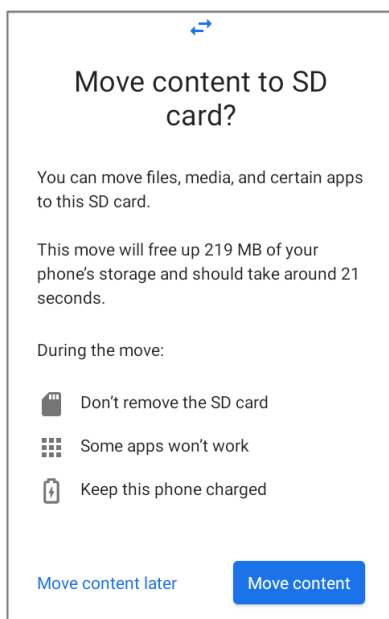 Move content to SD
card?
You can move files, media, and certain apps
to this SD card.
This move will free up 219 MB of your
phone’s storage and should take around 21
seconds.
During the move:
Don’t remove the SD card
Some apps won’t work
Keep this phone charged
Move content later
Move content